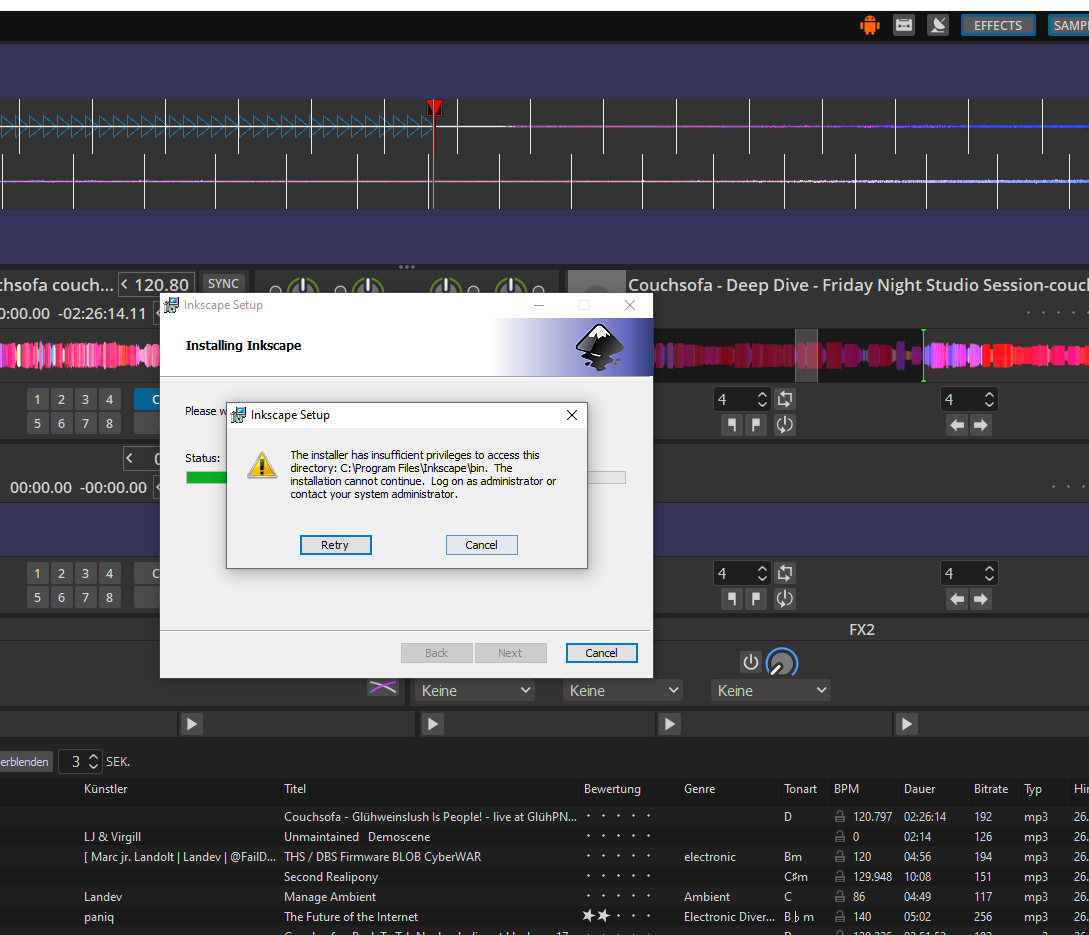 EFFECTS
SAMP
chsofa couch... 120.80 SYNC
Couchsofa - Deep Dive - Friday Night Studio Session-couch
0:00.00 -02:26:14.11
Inkscape Setup
Installing Inkscape
Please w
Status:
Inkscape Setup
The installer has insufficient privileges to access this
directory: C:\Program Files\Inkscape\bin. The
installation cannot continue. Log on as administrator or
contact your system administrator.
Retry Cancel
Back Next Cancel
1 2 3 4 C
5 6 7 8
4 4
00:00.00 -00:00.00
1 2 3 4 C
5 6 7 8
4 4
FX2
Keine Keine Keine
erblenden 3 SEK.
Künstler Titel Bewertung Genre Tonart BPM Dauer Bitrate Typ Hin
Couchsofa - Glühweinslush Is People! - live at GlühPN... D 120.797 02:26:14 192 mp3 26.
LJ & Virgill Unmaintained Demoscene 0 02:14 126 mp3 26.
[ Marc jr. Landolt | Landev | @FailD... THS / DBS Firmware BLOB CyberWAR electronic Bm 120 04:56 194 mp3 26.
Second Realipony C♯m 129.948 10:08 151 mp3 26.
Landev Manage Ambient Ambient C 86 04:49 117 mp3 26.
paniq The Future of the Internet ★★ Electronic Diver... B♭m 140 05:02 256 mp3 26.